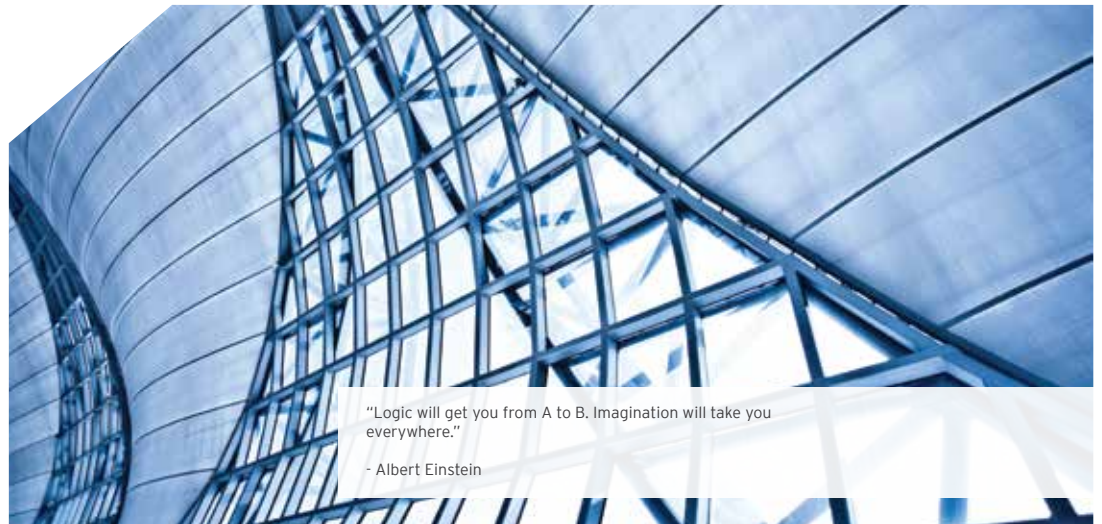 “Logic will get you from A to B. Imagination will take you
everywhere.”
- Albert Einstein